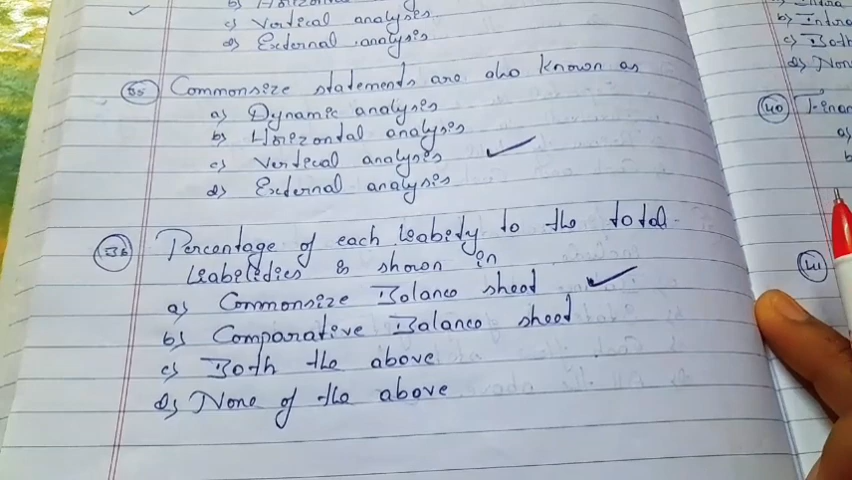 c) Vertical analysis
d) External analysis
35 Commonsize statements are also known as
a) Dynamic analysis
b) Horizontal analysis
c) Vertical analysis
d) External analysis
36 Percentage of each liability to the total
liabilities is shown in
a) Commonsize Balance sheet
b) Comparative Balance sheet
c) Both the above
d) None of the above
b) Intra
c) Both
d) None
40
a)
b
41